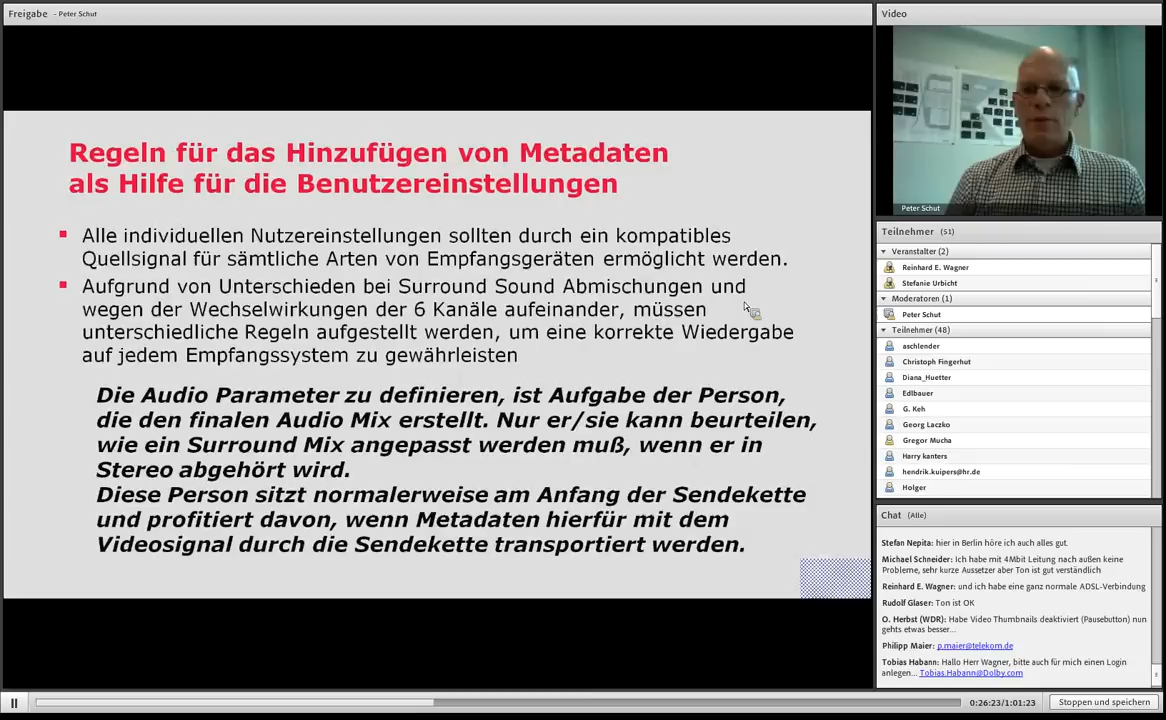 Freigabe - Peter Schut
Regeln für das Hinzufügen von Metadaten
als Hilfe für die Benutzereinstellungen
Alle individuellen Nutzereinstellungen sollten durch ein kompatibles
Quellsignal für sämtliche Arten von Empfangsgeräten ermöglicht werden.
Aufgrund von Unterschieden bei Surround Sound Abmischungen und
wegen der Wechselwirkungen der 6 Kanäle aufeinander, müssen
unterschiedliche Regeln aufgestellt werden, um eine korrekte Wiedergabe
auf jedem Empfangssystem zu gewährleisten
Die Audio Parameter zu definieren, ist Aufgabe der Person,
die den finalen Audio Mix erstellt. Nur er/sie kann beurteilen,
wie ein Surround Mix angepasst werden muß, wenn er in
Stereo abgehört wird.
Diese Person sitzt normalerweise am Anfang der Sendekette
und profitiert davon, wenn Metadaten hierfür mit dem
Videosignal durch die Sendekette transportiert werden.
Video
Peter Schut
Teilnehmer (51)
Veranstalter (2)
Reinhard E. Wagner
Stefanie Urbicht
Moderatoren (1)
Peter Schut
Teilnehmer (48)
aschlender
Christoph Fingerhut
Diana_Huetter
Edlbauer
G. Keh
Georg Laczko
Gregor Mucha
Harry kanters
hendrik.kuipers@hr.de
Holger
Chat (Alle)
Stefan Nepita: hier in Berlin höre ich auch alles gut.
Michael Schneider: Ich habe mit 4Mbit Leitung nach außen keine
Probleme, sehr kurze Aussetzer aber Ton ist gut verständlich
Reinhard E. Wagner: und ich habe eine ganz normale ADSL-Verbindung
Rudolf Glaser: Ton ist OK
O. Herbst (WDR): Habe Video Thumbnails deaktiviert (Pausebutton) nun
gehts etwas besser...
Philipp Maier: p.maier@telekom.de
Tobias Habann: Hallo Herr Wagner, bitte auch für mich einen Login
anlegen... Tobias.Habann@Dolby.com
0:26:23/1:01:23
Stoppen und speichern